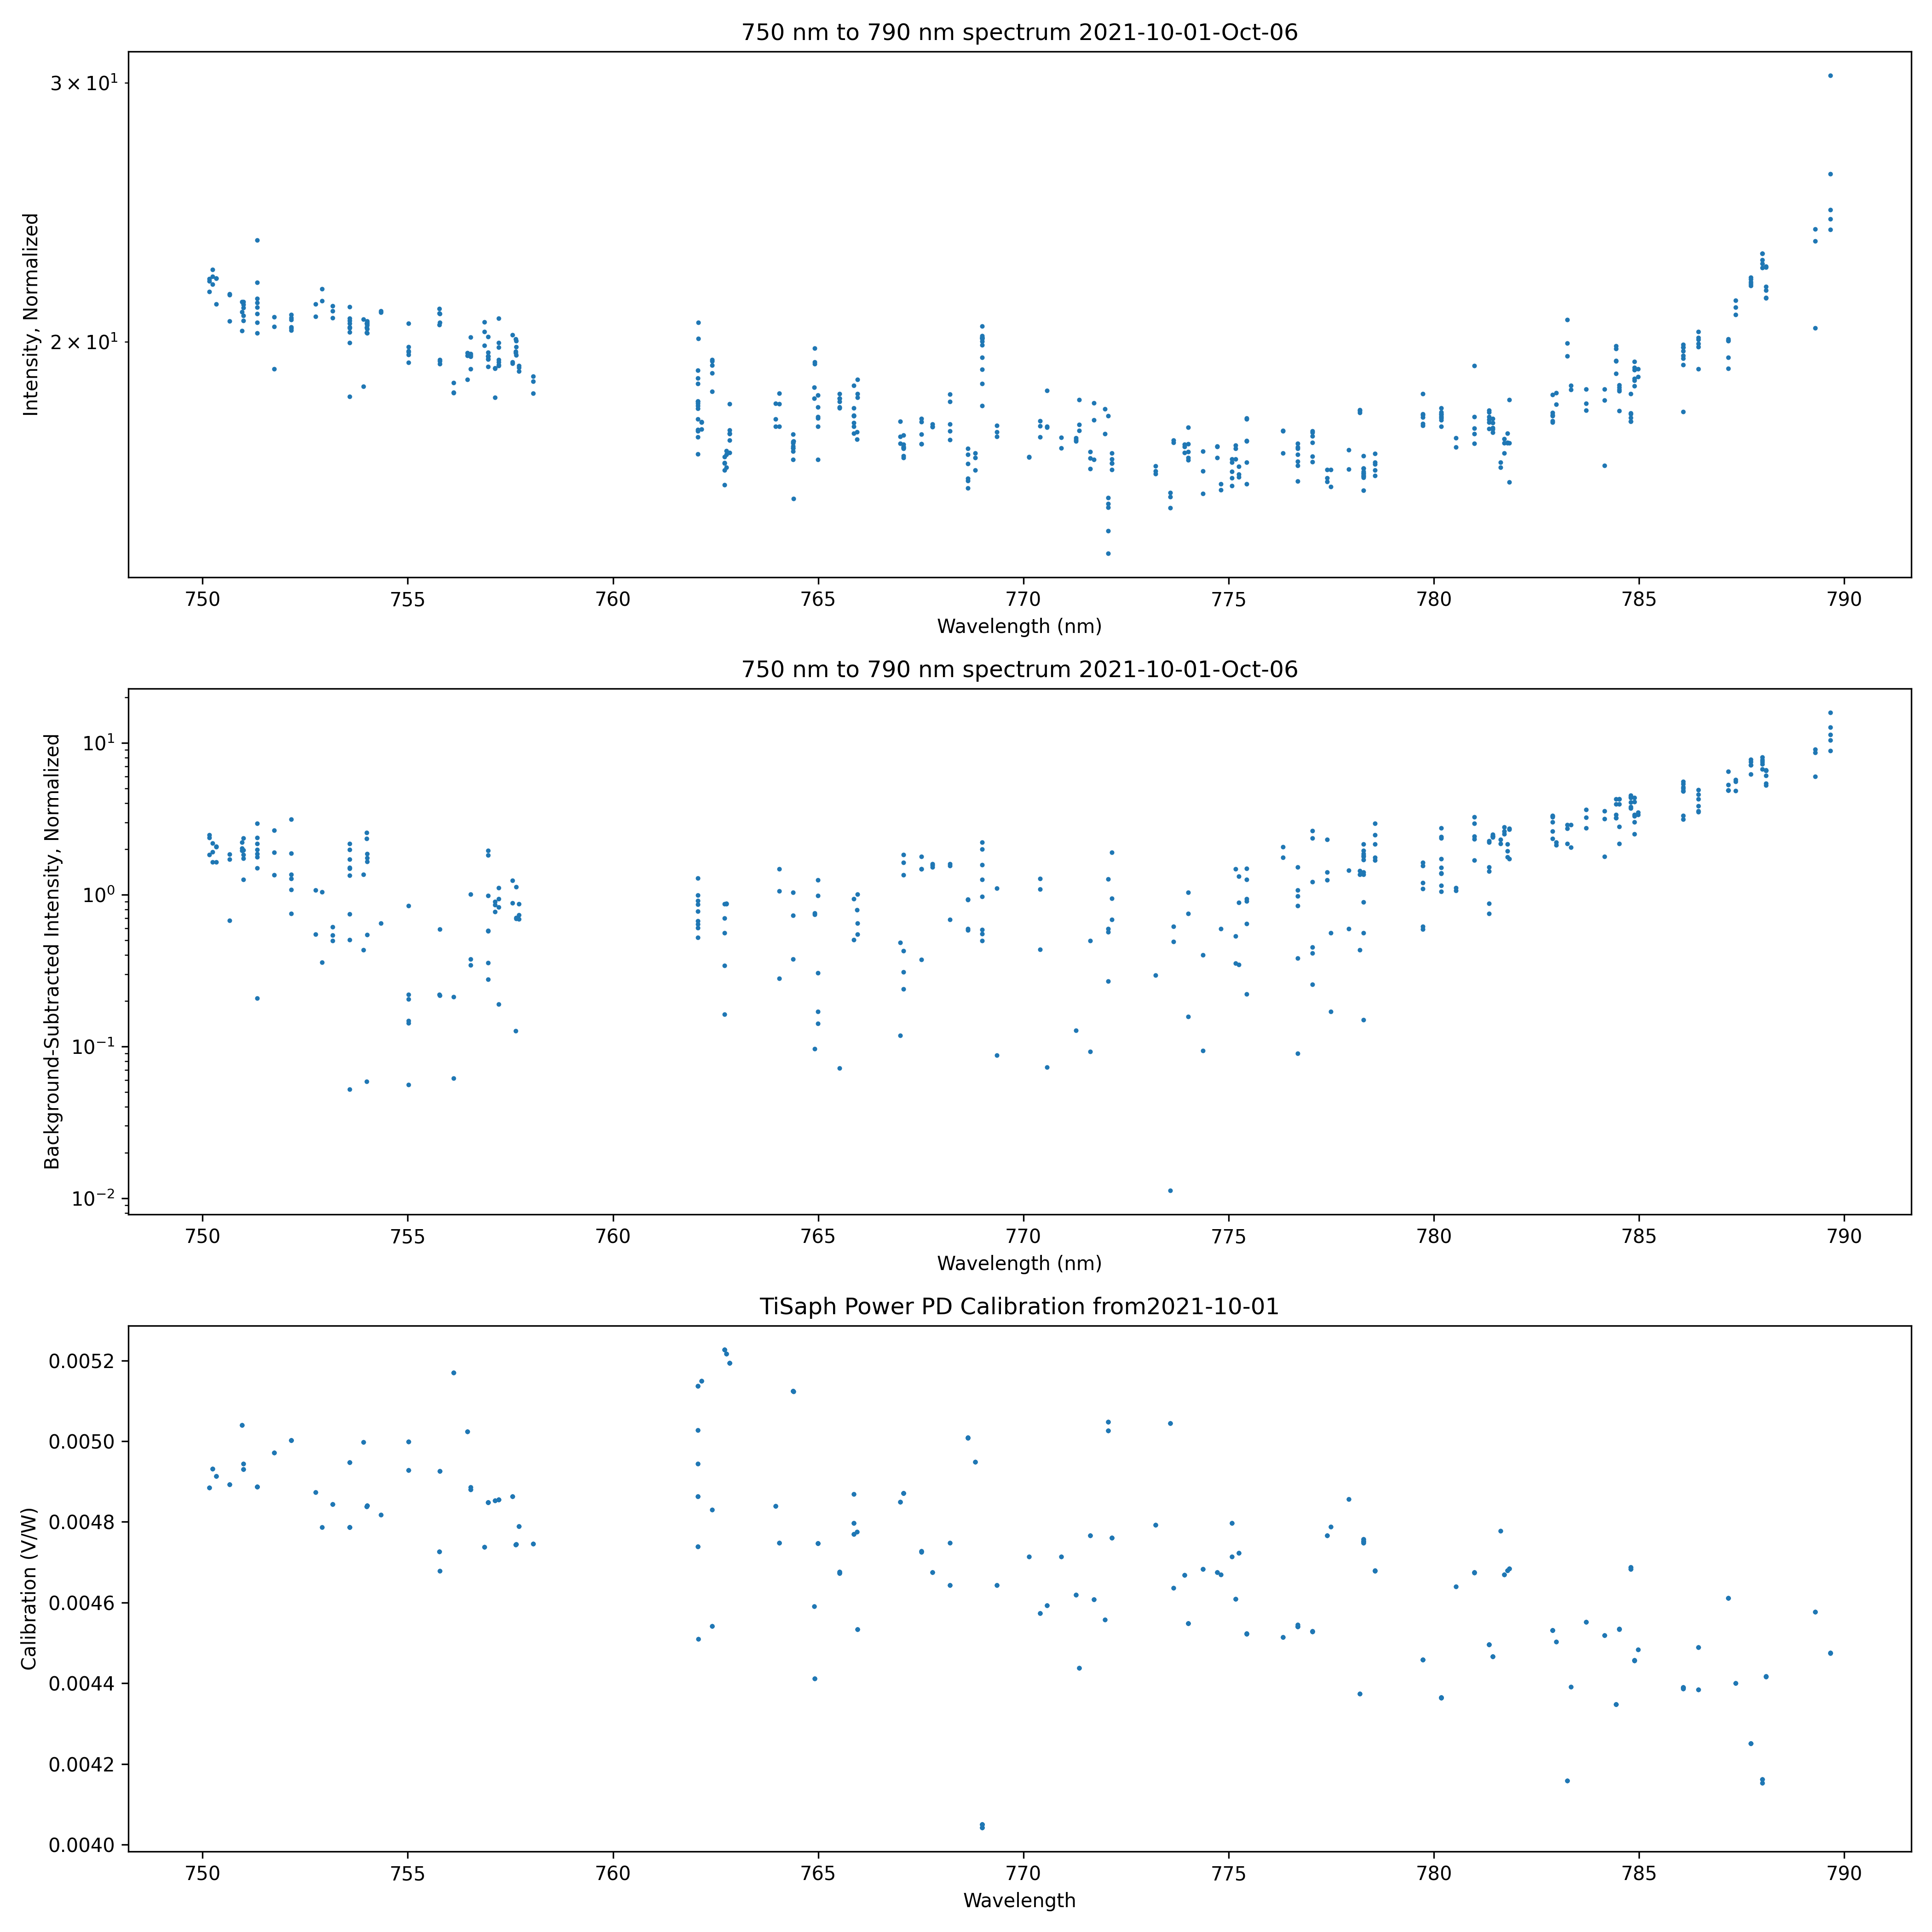 750 nm to 790 nm spectrum 2021-10-01-Oct-06
Intensity, Normalized
3 × 10¹
2 × 10¹
750 755 760 765 770 775 780 785 790
Wavelength (nm)
750 nm to 790 nm spectrum 2021-10-01-Oct-06
Background-Subtracted Intensity, Normalized
10¹
10⁰
10⁻¹
10⁻²
750 755 760 765 770 775 780 785 790
Wavelength (nm)
TiSaph Power PD Calibration from2021-10-01
Calibration (V/W)
0.0052
0.0050
0.0048
0.0046
0.0044
0.0042
0.0040
750 755 760 765 770 775 780 785 790
Wavelength